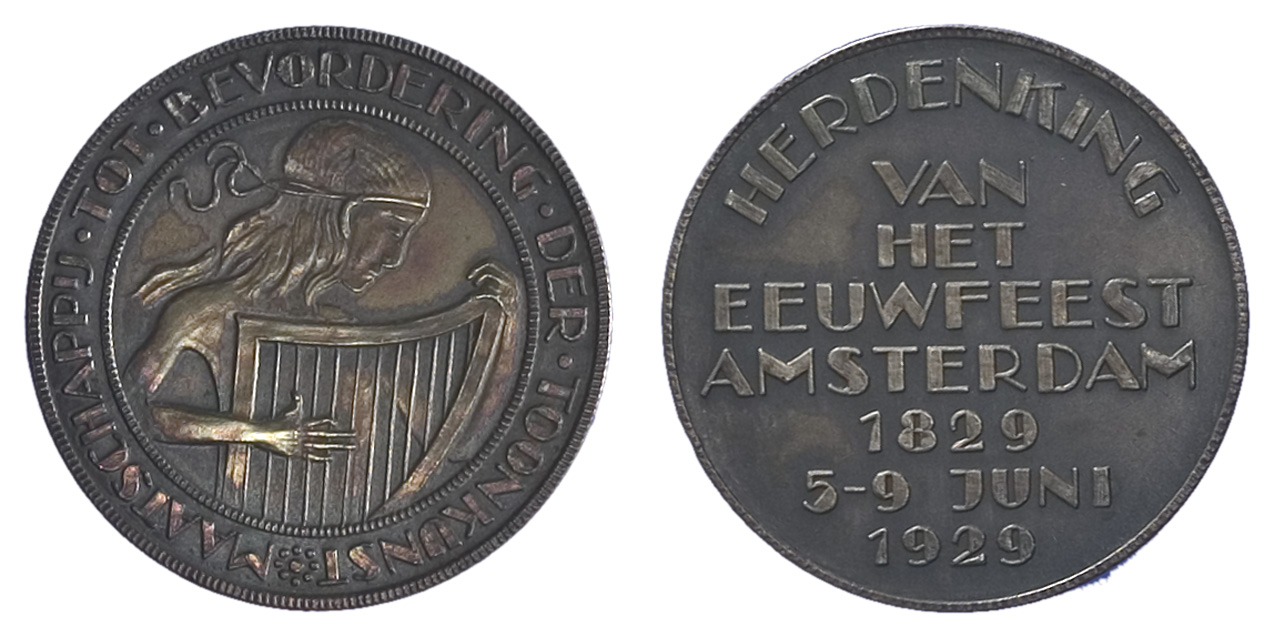 MAATSCHAPPIJ · TOT · BEVORDERING · DER · TOONKUNST
HERDENKING
VAN
HET
EEUWFEEST
AMSTERDAM
1829
5-9 JUNI
1929